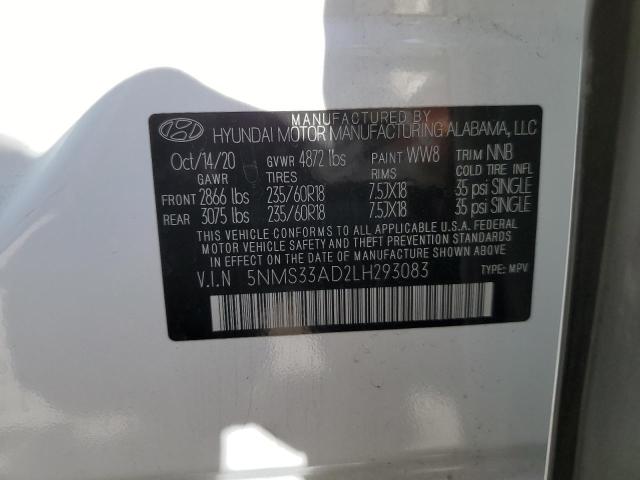 MANUFACTURED BY
HYUNDAI MOTOR MANUFACTURING ALABAMA, LLC
Oct/14/20 GVWR 4872 lbs PAINT WW8 TRIM NNB
GAWR TIRES RIMS COLD TIRE INFL
FRONT 2866 lbs 235/60R18 7.5JX18 35 psi SINGLE
REAR 3075 lbs 235/60R18 7.5JX18 35 psi SINGLE
THIS VEHICLE CONFORMS TO ALL APPLICABLE U.S.A FEDERAL
MOTOR VEHICLE SAFETY, BUMPER, AND THEFT PREVENTION
STANDARDS IN EFFECT ON THE DATE OF MANUFACTURE SHOWN ABOVE
V.I.N 5NMS33AD2LH293083 TYPE: MPV